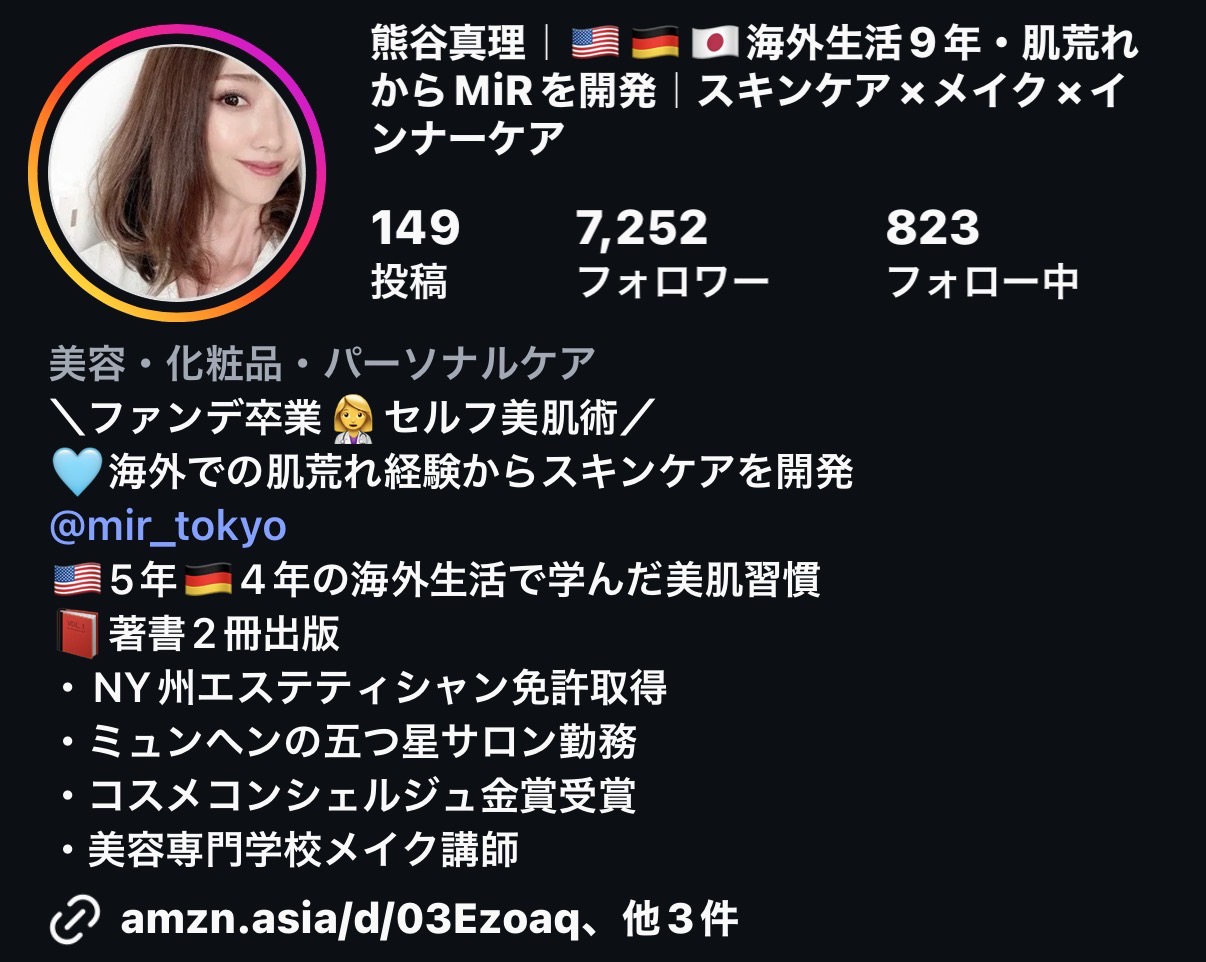 熊谷真理｜🇺🇸🇩🇪🇯🇵海外生活9年・肌荒れ
からMiRを開発｜スキンケア×メイク×イ
ンナーケア
149 7,252 823
投稿 フォロワー フォロー中
美容・化粧品・パーソナルケア
＼ファンデ卒業👩‍⚕️セルフ美肌術／
🩵海外での肌荒れ経験からスキンケアを開発
@mir_tokyo
🇺🇸5年🇩🇪4年の海外生活で学んだ美肌習慣
📕著書2冊出版
・NY州エステティシャン免許取得
・ミュンヘンの五つ星サロン勤務
・コスメコンシェルジュ金賞受賞
・美容専門学校メイク講師
amzn.asia/d/03Ezoaq、他3件